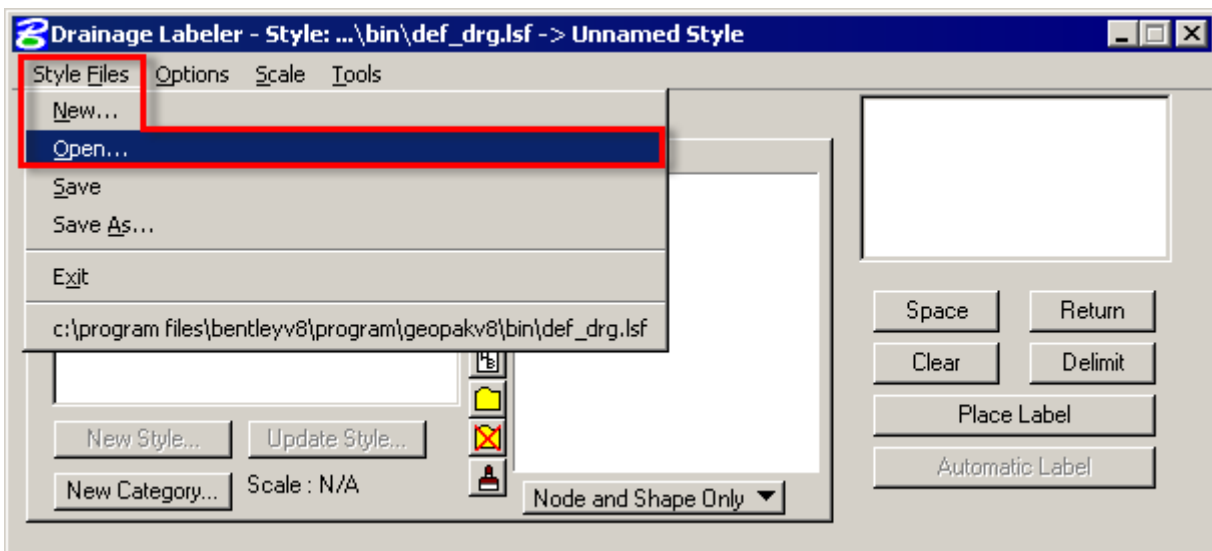 Drainage Labeler - Style: ...\bin\def_drg.lsf -> Unnamed Style
Style Files Options Scale Tools
New...
Open...
Save
Save As...
Exit
c:\program files\bentleyv8\program\geopakv8\bin\def_drg.lsf
New Style... Update Style...
New Category... Scale : N/A
Node and Shape Only
Space Return
Clear Delimit
Place Label
Automatic Label